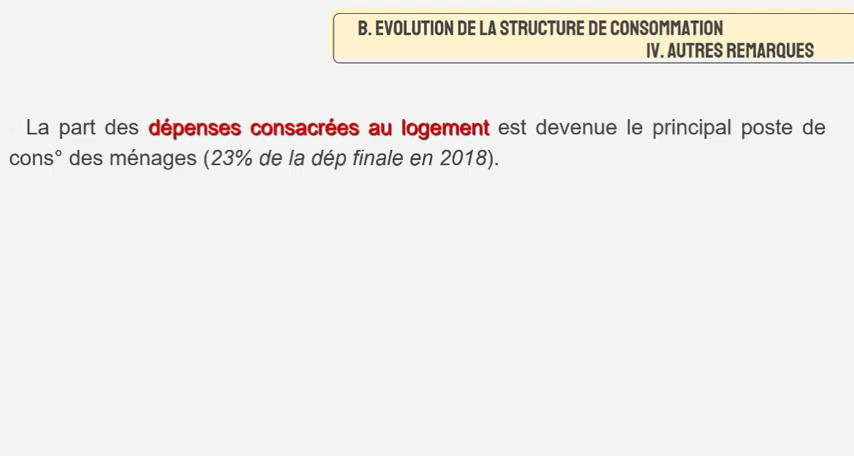 B. EVOLUTION DE LA STRUCTURE DE CONSOMMATION
IV. AUTRES REMARQUES
La part des dépenses consacrées au logement est devenue le principal poste de
cons° des ménages (23% de la dép finale en 2018).